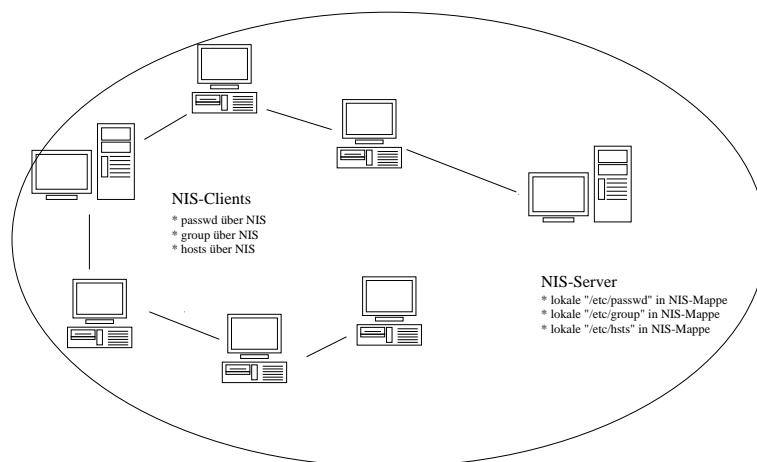 NIS-Clients
* passwd über NIS
* group über NIS
* hosts über NIS
NIS-Server
* lokale "/etc/passwd" in NIS-Mappe
* lokale "/etc/group" in NIS-Mappe
* lokale "/etc/hsts" in NIS-Mappe